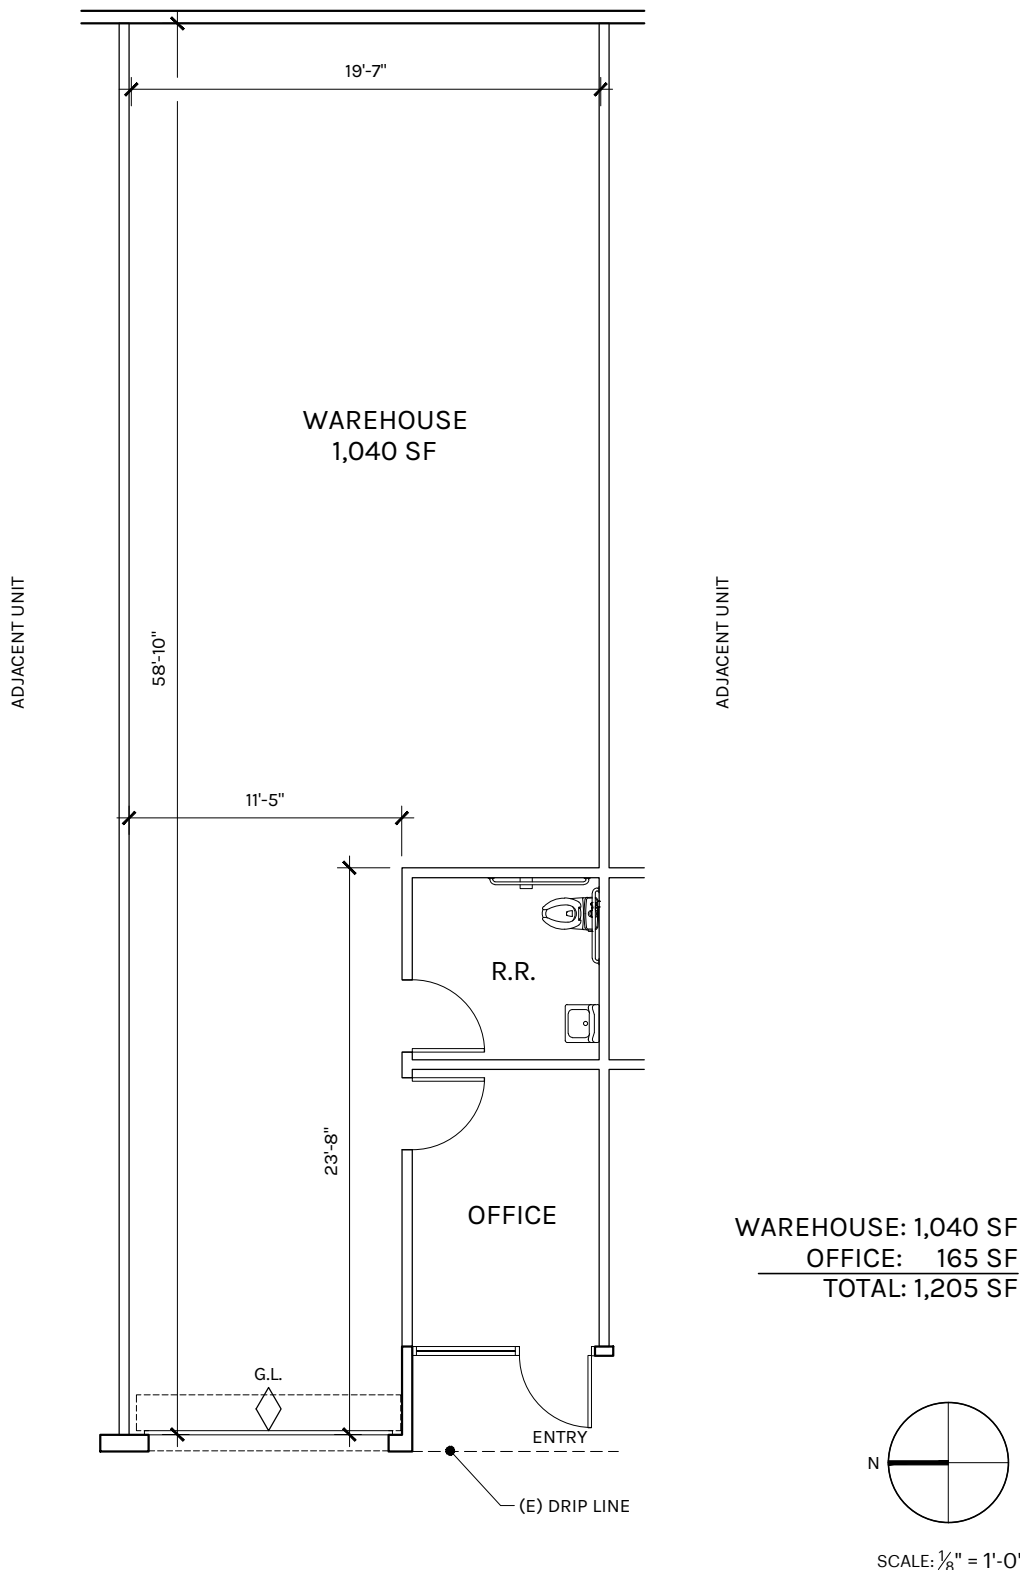 19'-7"
WAREHOUSE
1,040 SF
ADJACENT UNIT
58'-10"
ADJACENT UNIT
11'-5"
R.R.
23'-8"
OFFICE
WAREHOUSE: 1,040 SF
OFFICE: 165 SF
TOTAL: 1,205 SF
G.L.
ENTRY
(E) DRIP LINE
N
SCALE: 1/8" = 1'-0'